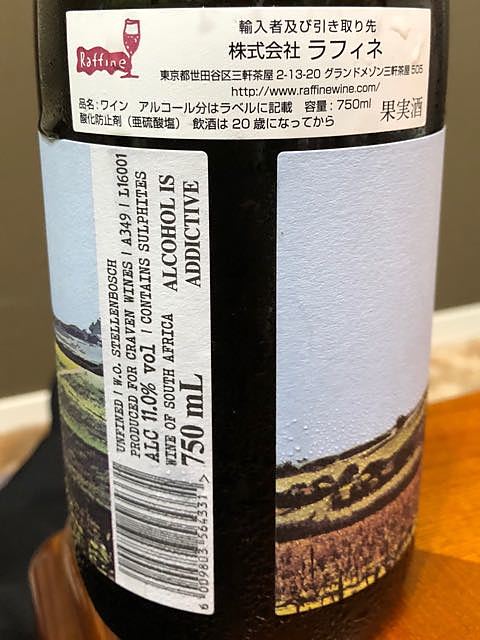 Raffine
輸入者及び引き取り先
株式会社 ラフィネ
東京都世田谷区三軒茶屋 2-13-20 グランドメゾン三軒茶屋 505
http://www.raffinewine.com/
品名：ワイン アルコール分はラベルに記載 容量：750ml
酸化防止剤（亜硫酸塩） 飲酒は 20 歳になってから
果実酒
UNFINED | W.O. STELLENBOSCH
PRODUCED FOR CRAVEN WINES | A349 | L16001
ALC 11.0% vol | CONTAINS SULPHITES
WINE OF SOUTH AFRICA
750 mL
ALCOHOL IS
ADDICTIVE
6 009803 564331 >